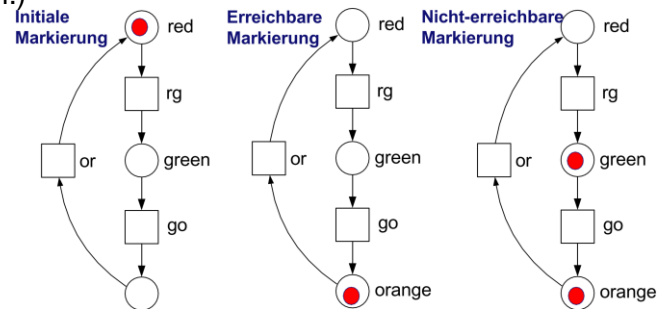 Initiale
Markierung
red
rg
or
green
go
Erreichbare
Markierung
red
rg
or
green
go
orange
Nicht-erreichbare
Markierung
red
rg
or
green
go
orange